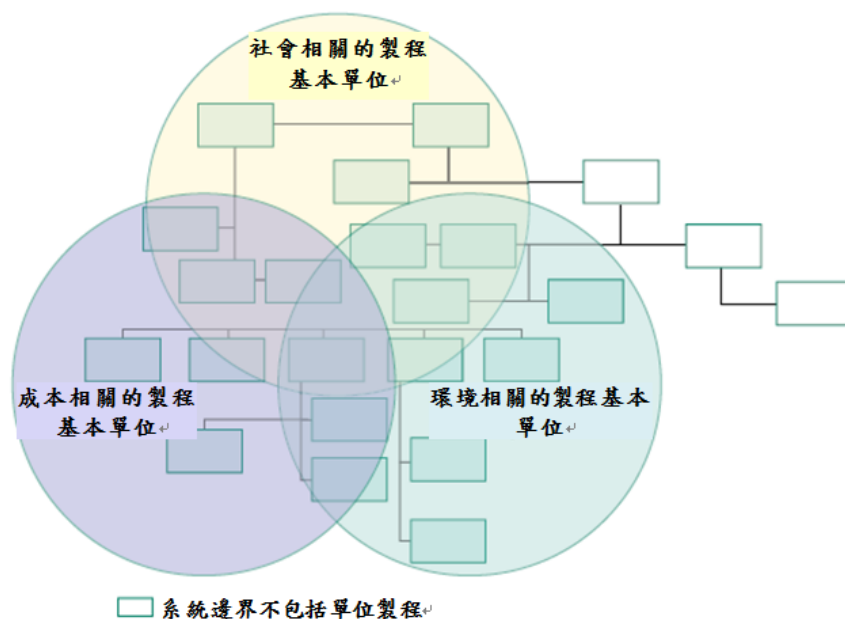 社會相關的製程
基本單位
成本相關的製程
基本單位
環境相關的製程基本
單位
系統邊界不包括單位製程